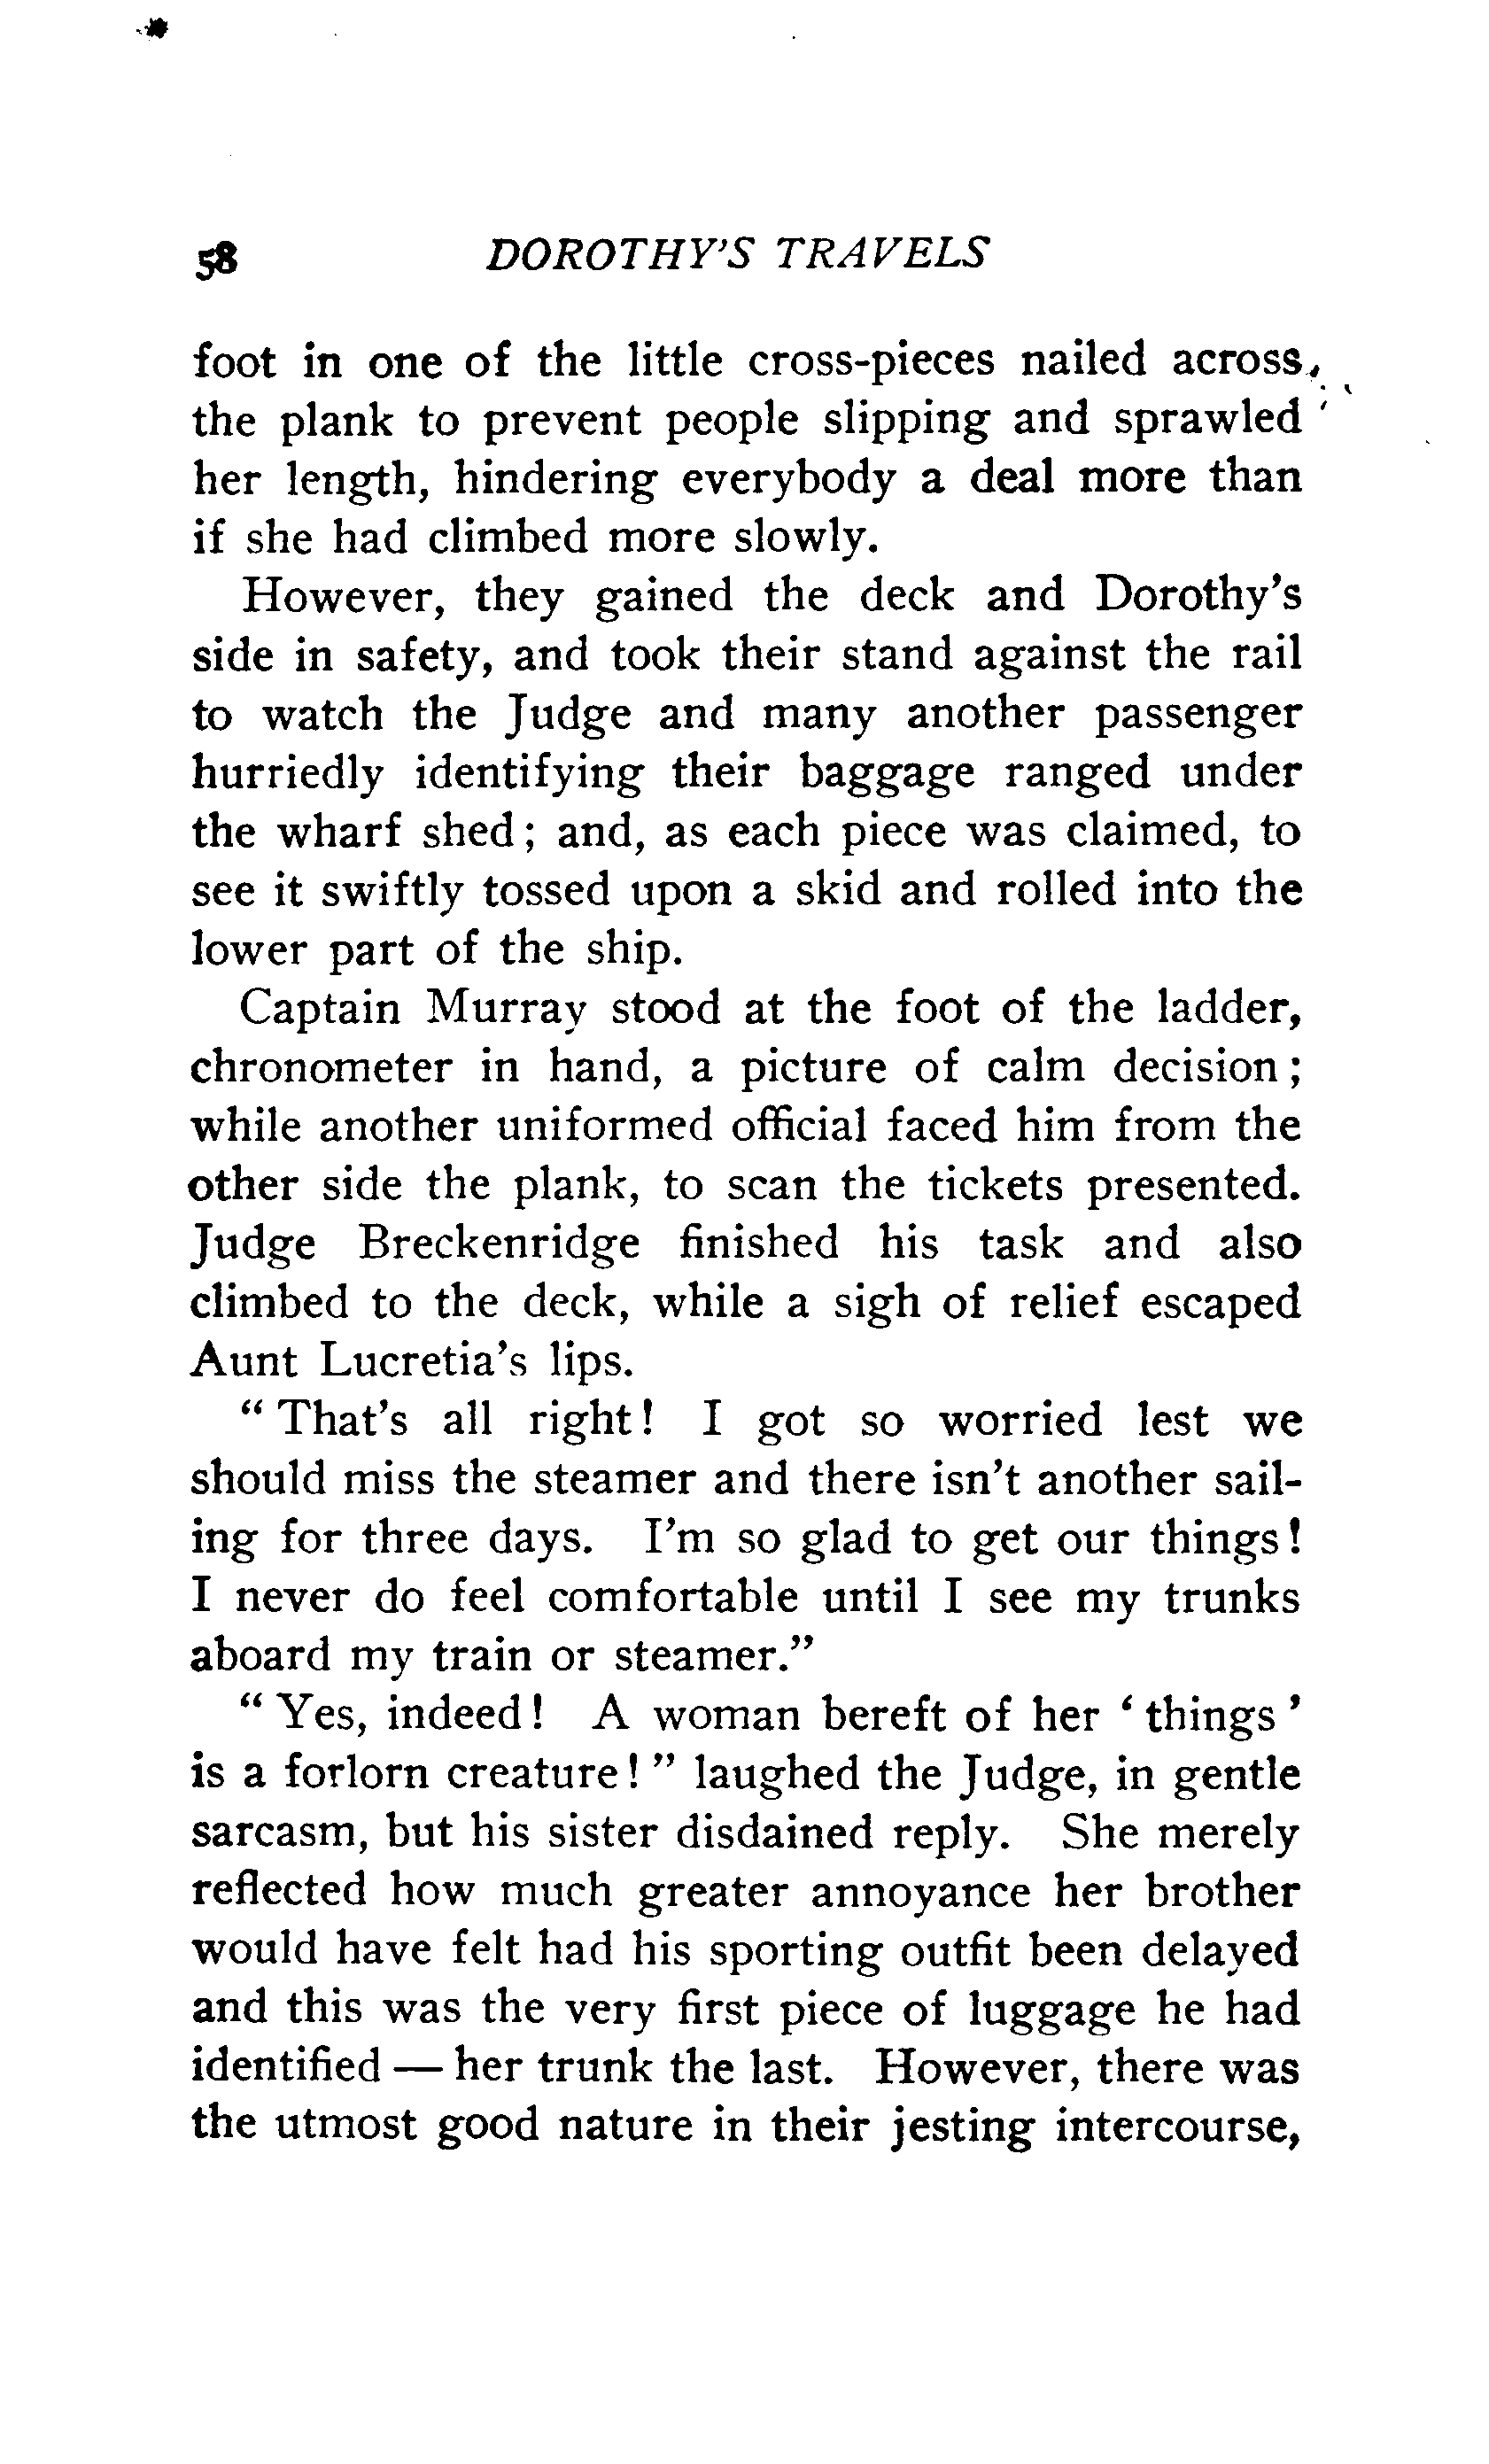 58 DOROTHY'S TRAVELS
foot in one of the little cross-pieces nailed across
the plank to prevent people slipping and sprawled
her length, hindering everybody a deal more than
if she had climbed more slowly.
However, they gained the deck and Dorothy's
side in safety, and took their stand against the rail
to watch the Judge and many another passenger
hurriedly identifying their baggage ranged under
the wharf shed; and, as each piece was claimed, to
see it swiftly tossed upon a skid and rolled into the
lower part of the ship.
Captain Murray stood at the foot of the ladder,
chronometer in hand, a picture of calm decision;
while another uniformed official faced him from the
other side the plank, to scan the tickets presented.
Judge Breckenridge finished his task and also
climbed to the deck, while a sigh of relief escaped
Aunt Lucretia's lips.
"That's all right! I got so worried lest we
should miss the steamer and there isn't another sail-
ing for three days. I'm so glad to get our things!
I never do feel comfortable until I see my trunks
aboard my train or steamer."
"Yes, indeed! A woman bereft of her 'things'
is a forlorn creature!" laughed the Judge, in gentle
sarcasm, but his sister disdained reply. She merely
reflected how much greater annoyance her brother
would have felt had his sporting outfit been delayed
and this was the very first piece of luggage he had
identified — her trunk the last. However, there was
the utmost good nature in their jesting intercourse,